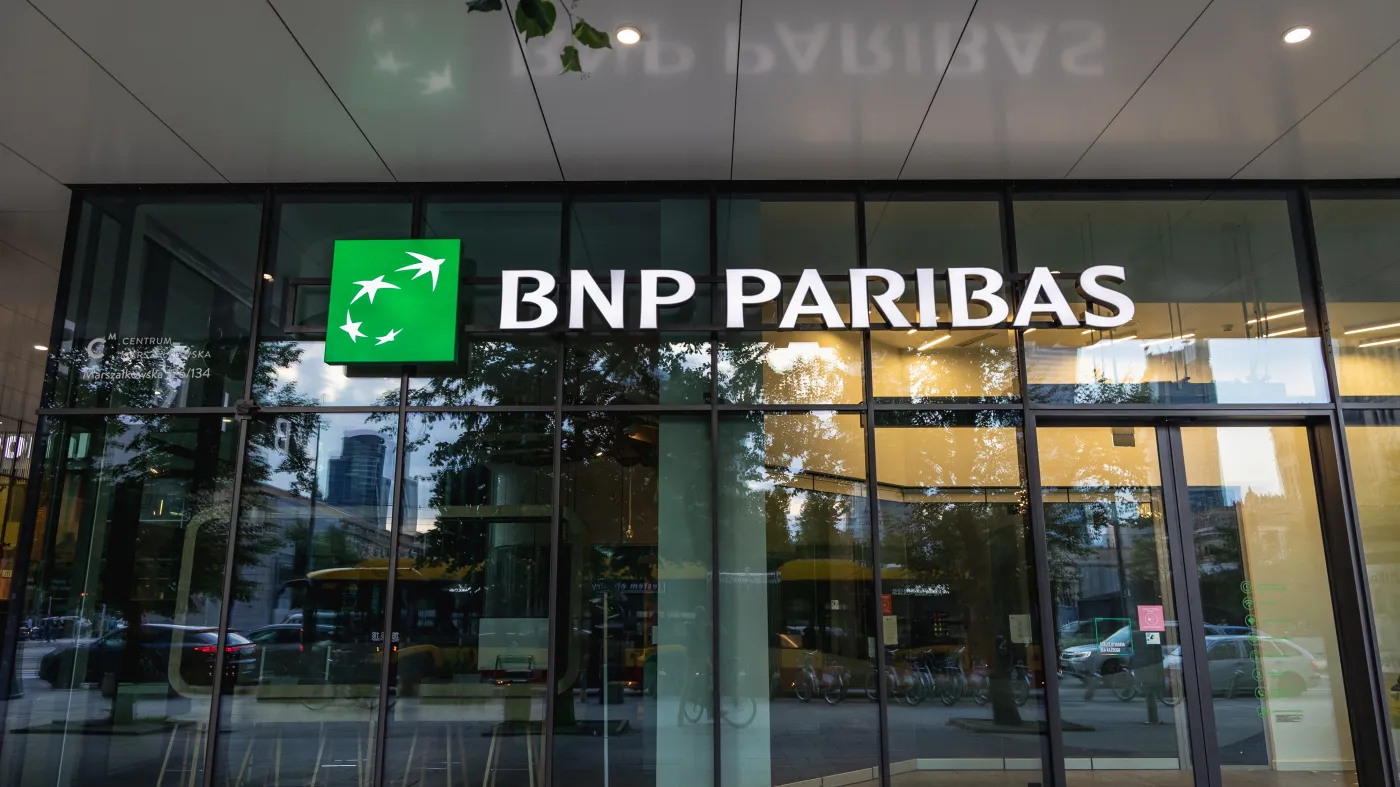 BNP PARIBAS
CENTRUM
MARSZAŁKOWSKA
Marszałkowska 126/134